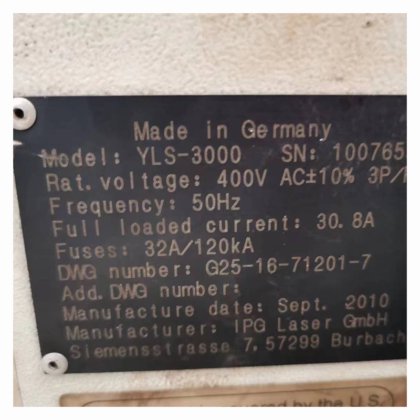 Made in Germany
Model: YLS-3000 SN: 100765
Rat.voltage: 400V AC±10% 3P/
Frequency: 50Hz
Full loaded current: 30.8A
Fuses: 32A/120kA
DWG number: G25-16-71201-7
Add.DWG number:
Manufacture date: Sept. 2010
Manufacturer: IPG Laser GmbH
Siemensstrasse 7,57299 Burbach
by the U.S.